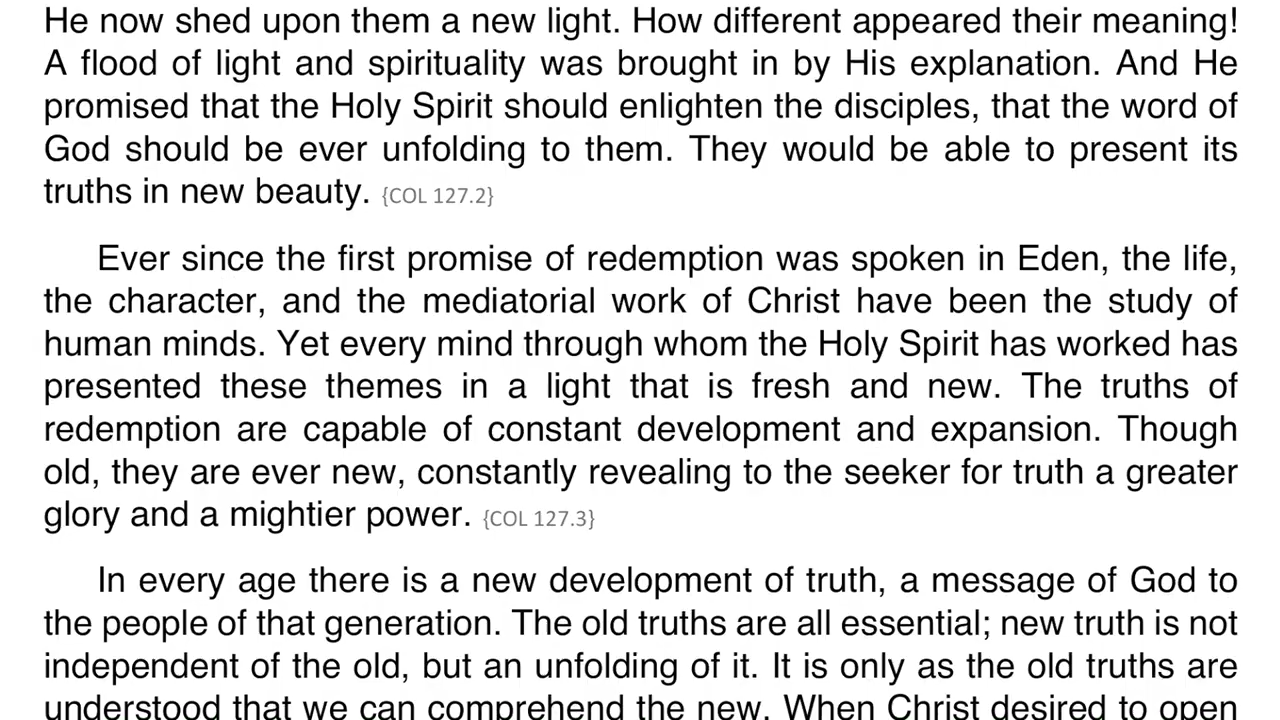 He now shed upon them a new light. How different appeared their meaning!
A flood of light and spirituality was brought in by His explanation. And He
promised that the Holy Spirit should enlighten the disciples, that the word of
God should be ever unfolding to them. They would be able to present its
truths in new beauty. {COL 127.2}
Ever since the first promise of redemption was spoken in Eden, the life,
the character, and the mediatorial work of Christ have been the study of
human minds. Yet every mind through whom the Holy Spirit has worked has
presented these themes in a light that is fresh and new. The truths of
redemption are capable of constant development and expansion. Though
old, they are ever new, constantly revealing to the seeker for truth a greater
glory and a mightier power. {COL 127.3}
In every age there is a new development of truth, a message of God to
the people of that generation. The old truths are all essential; new truth is not
independent of the old, but an unfolding of it. It is only as the old truths are
understood that we can comprehend the new. When Christ desired to open